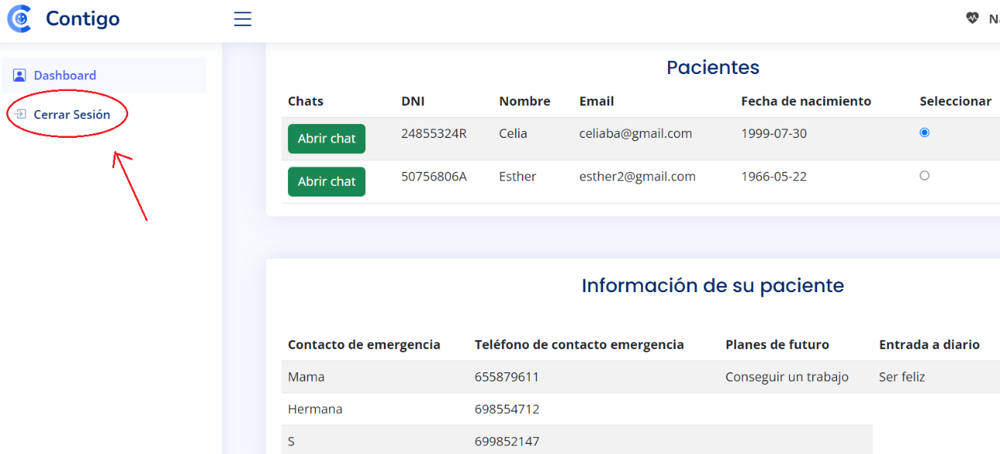 Contigo
Dashboard
Cerrar Sesión
Pacientes
Chats DNI Nombre Email Fecha de nacimiento Seleccionar
Abrir chat 24855324R Celia celiaba@gmail.com 1999-07-30
Abrir chat 50756806A Esther esther2@gmail.com 1966-05-22
Información de su paciente
Contacto de emergencia Teléfono de contacto emergencia Planes de futuro Entrada a diario
Mama 655879611 Conseguir un trabajo Ser feliz
Hermana 698554712
S 699852147